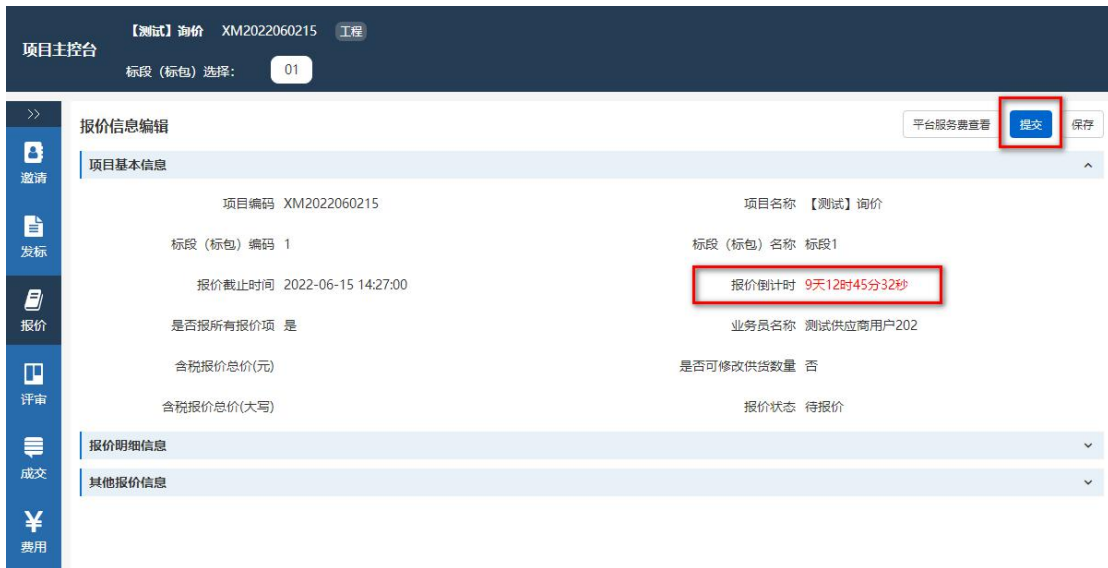 项目主控台
【测试】询价 XM2022060215 工程
标段（标包）选择： 01
>>
邀请
发标
报价
评审
成交
费用
报价信息编辑 平台服务费查看 提交 保存
项目基本信息
项目编码 XM2022060215 项目名称 【测试】询价
标段（标包）编码 1 标段（标包）名称 标段1
报价截止时间 2022-06-15 14:27:00 报价倒计时 9天12时45分32秒
是否报所有报价项 是 业务员名称 测试供应商用户202
含税报价总价(元) 是否可修改供货数量 否
含税报价总价(大写) 报价状态 待报价
报价明细信息
其他报价信息